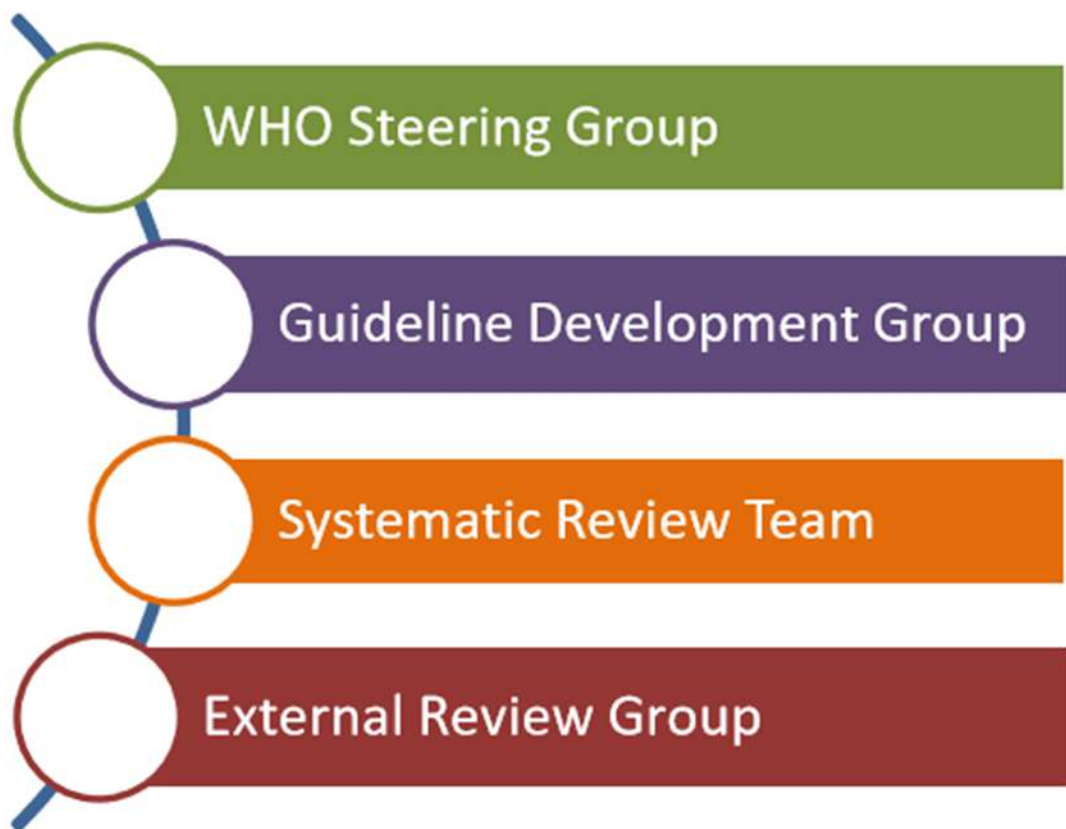 WHO Steering Group
Guideline Development Group
Systematic Review Team
External Review Group